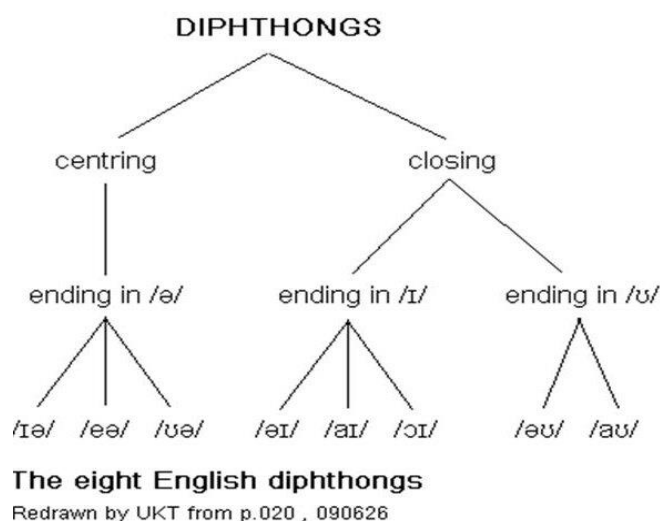 DIPHTHONGS
centring closing
ending in /ə/ ending in /ɪ/ ending in /ʊ/
/ɪə/ /eə/ /ʊə/ /əɪ/ /aɪ/ /ɔɪ/ /əʊ/ /aʊ/
The eight English diphthongs
Redrawn by UKT from p.020 , 090626